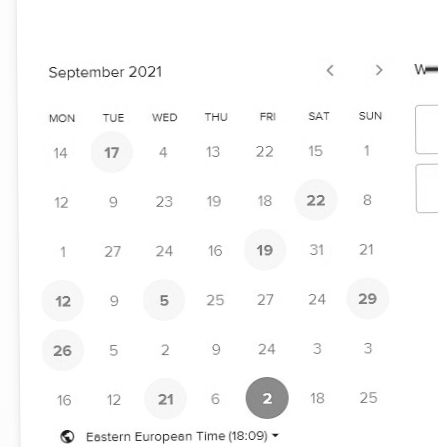 September 2021
MON TUE WED THU FRI SAT SUN
14 17 4 13 22 15 1
12 9 23 19 18 22 8
1 27 24 16 19 31 21
12 9 5 25 27 24 29
26 5 2 9 24 3 3
16 12 21 6 2 18 25
Eastern European Time (18:09)